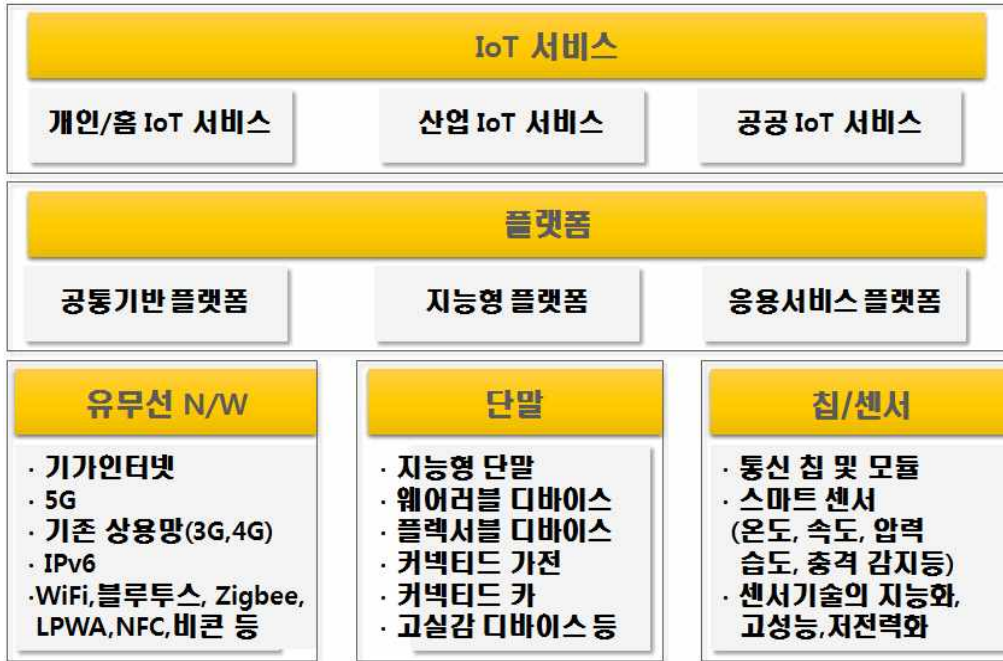 IoT 서비스
개인/홈 IoT 서비스
산업 IoT 서비스
공공 IoT 서비스
플랫폼
공통기반 플랫폼
지능형 플랫폼
응용서비스 플랫폼
유무선 N/W
· 기가인터넷
· 5G
· 기존 상용망(3G,4G)
· IPv6
·WiFi,블루투스, Zigbee,
LPWA,NFC,비콘 등
단말
· 지능형 단말
· 웨어러블 디바이스
· 플렉서블 디바이스
· 커넥티드 가전
· 커넥티드 카
· 고실감 디바이스 등
칩/센서
· 통신 칩 및 모듈
· 스마트 센서
(온도, 속도, 압력
습도, 충격 감지등)
· 센서기술의 지능화,
고성능,저전력화